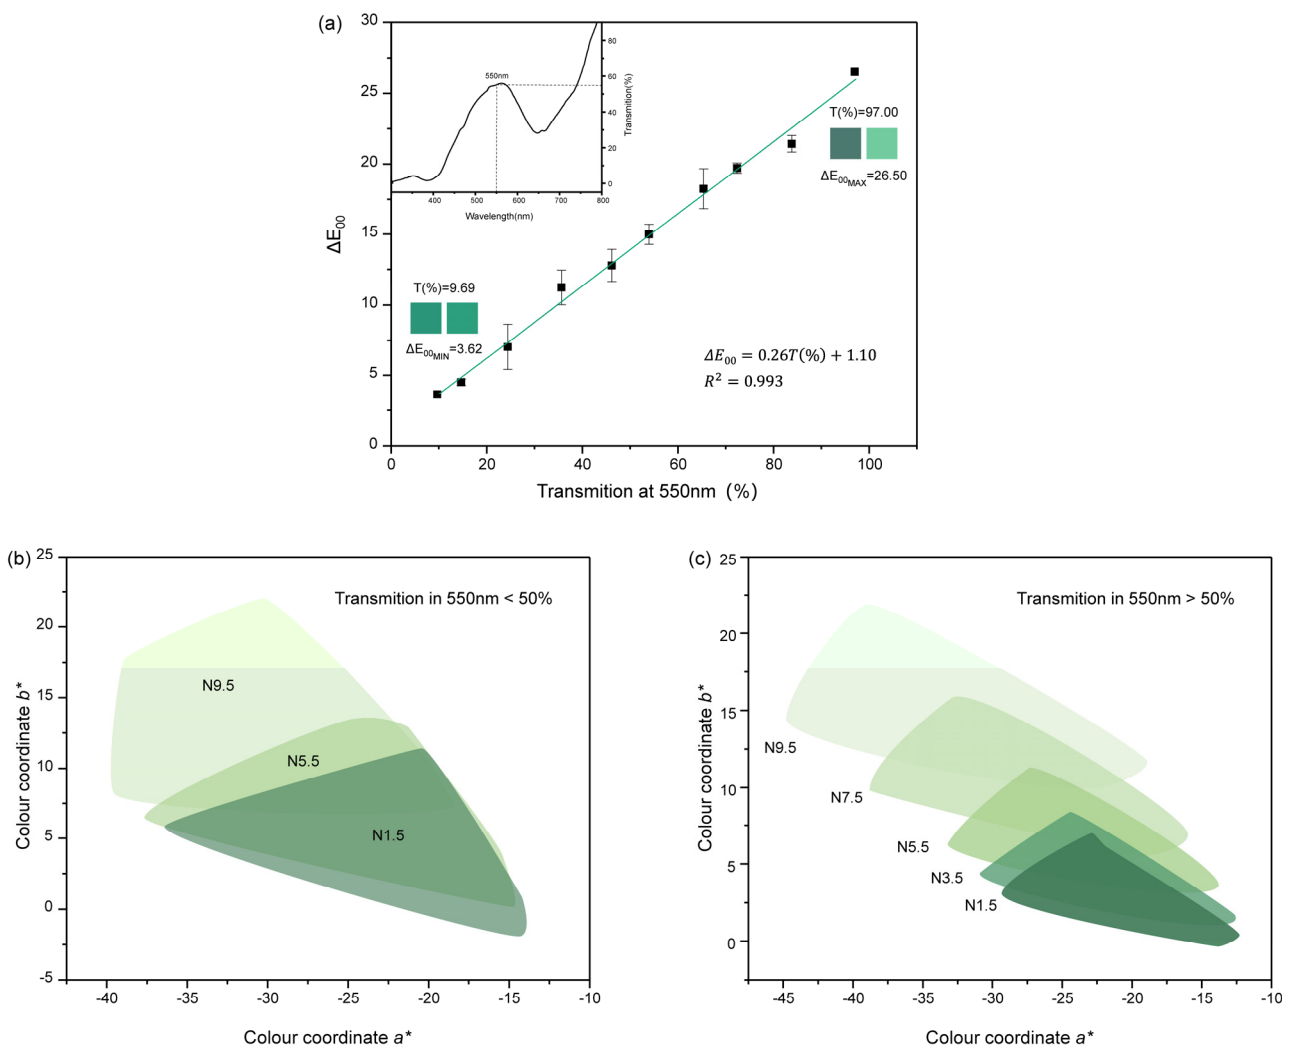 (a)
30
25
20
15
10
5
0
ΔE00
0 20 40 60 80 100
Transmition at 550nm (%)
550nm
80
60
40
20
0
Transmition(%)
400 500 600 700 800
Wavelength(nm)
T(%)=97.00
ΔE00MAX=26.50
T(%)=9.69
ΔE00MIN=3.62
ΔE00 = 0.26T(%) + 1.10
R² = 0.993
(b)
25
20
15
10
5
0
-5
Colour coordinate b*
Transmition in 550nm < 50%
N9.5
N5.5
N1.5
-40 -35 -30 -25 -20 -15 -10
Colour coordinate a*
(c)
25
20
15
10
5
0
Colour coordinate b*
Transmition in 550nm > 50%
N9.5
N7.5
N5.5
N3.5
N1.5
-45 -40 -35 -30 -25 -20 -15 -10
Colour coordinate a*